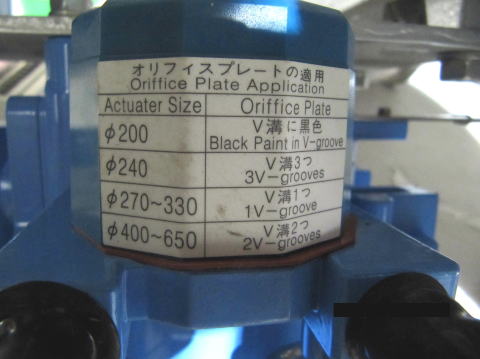 オリフィスプレートの適用
Oriffice Plate Application
Actuater Size Oriffice Plate
φ200 V溝に黒色
Black Paint in V-groove
φ240 V溝3つ
3V-grooves
φ270~330 V溝1つ
1V-groove
φ400~650 V溝2つ
2V-grooves